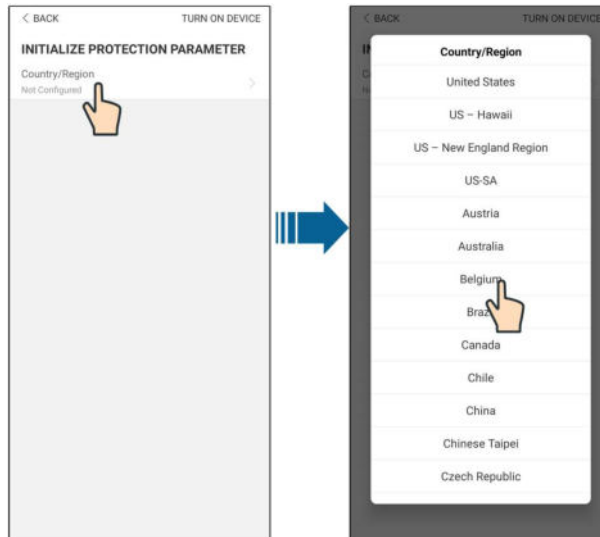 < BACK TURN ON DEVICE
INITIALIZE PROTECTION PARAMETER
Country/Region
Not Configured
< BACK TURN ON DEVICE
Country/Region
United States
US – Hawaii
US – New England Region
US-SA
Austria
Australia
Belgium
Canada
Chile
China
Chinese Taipei
Czech Republic